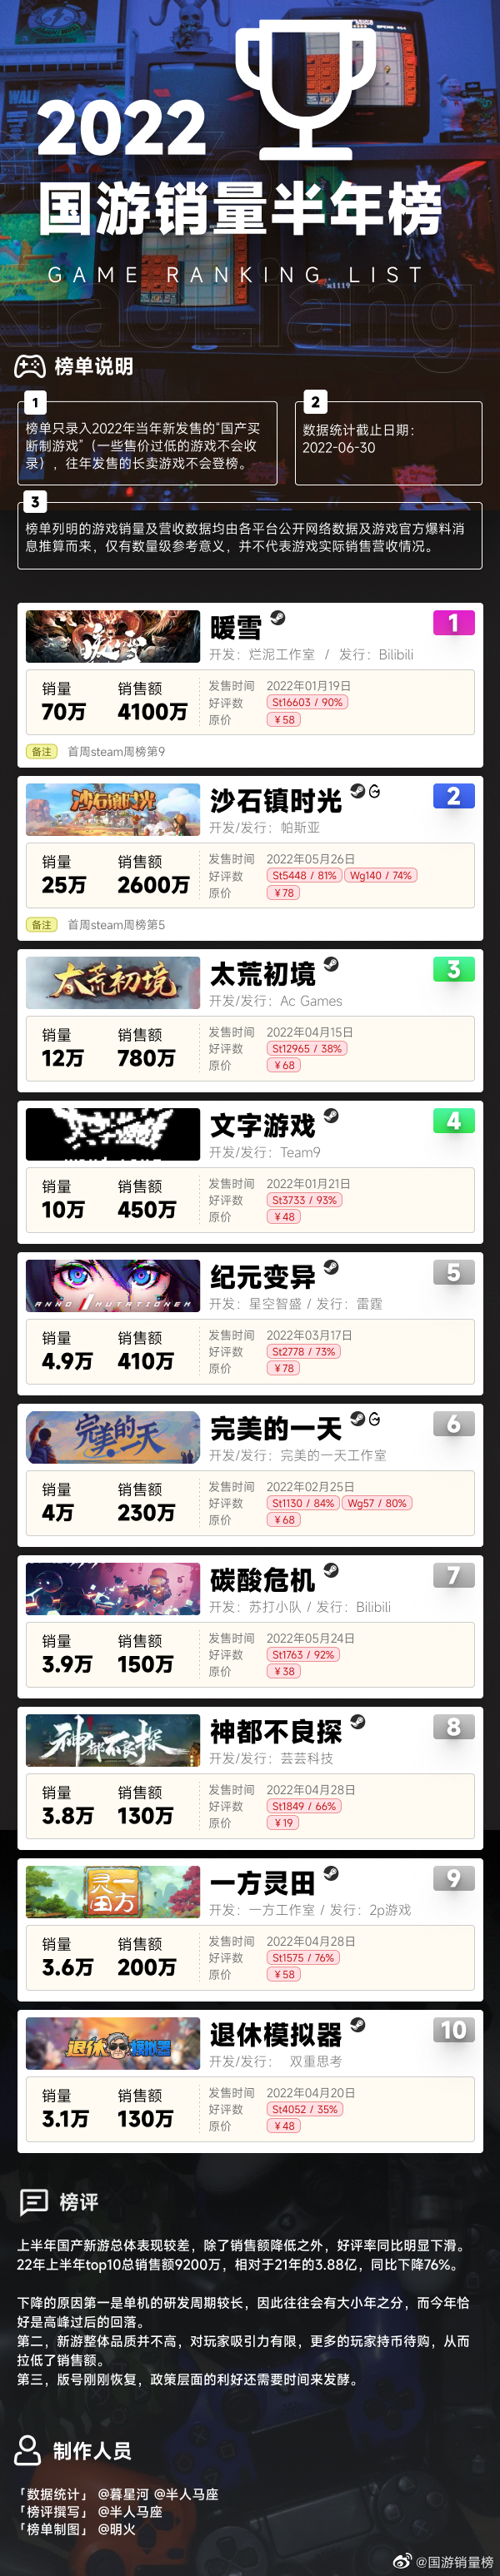 2022
国游销量半年榜
GAME RANKING LIST
榜单说明
1
榜单只录入2022年当年新发售的“国产买
断制游戏”（一些售价过低的游戏不会收
录），往年发售的长卖游戏不会登榜。
2
数据统计截止日期：
2022-06-30
3
榜单列明的游戏销量及营收数据均由各平台公开网络数据及游戏官方爆料消
息推算而来，仅有数量级参考意义，并不代表游戏实际销售营收情况。
暖雪
1
开发：烂泥工作室 / 发行：Bilibili
销量 销售额
70万 4100万
发售时间 2022年01月19日
好评数 St16603 / 90%
原价 ￥58
备注 首周steam周榜第9
沙石镇时光
沙石镇时光
2
开发/发行：帕斯亚
销量 销售额
25万 2600万
发售时间 2022年05月26日
好评数 St5448 / 81% Wg140 / 74%
原价 ￥78
备注 首周steam周榜第5
太荒初境
太荒初境
3
开发/发行：Ac Games
销量 销售额
12万 780万
发售时间 2022年04月15日
好评数 St12965 / 38%
原价 ￥68
文字游戏
4
开发/发行：Team9
销量 销售额
10万 450万
发售时间 2022年01月21日
好评数 St3733 / 93%
原价 ￥48
ANNO MUTATIONEM
纪元变异
5
开发：星空智盛 / 发行：雷霆
销量 销售额
4.9万 410万
发售时间 2022年03月17日
好评数 St2778 / 73%
原价 ￥78
完美的一天
完美的一天
6
开发/发行：完美的一天工作室
销量 销售额
4万 230万
发售时间 2022年02月25日
好评数 St1130 / 84% Wg57 / 80%
原价 ￥68
碳酸危机
7
开发：苏打小队 / 发行：Bilibili
销量 销售额
3.9万 150万
发售时间 2022年05月24日
好评数 St1763 / 92%
原价 ￥38
神都不良探
神都不良探
8
开发/发行：芸芸科技
销量 销售额
3.8万 130万
发售时间 2022年04月28日
好评数 St1849 / 66%
原价 ￥19
一方灵田
一方灵田
9
开发：一方工作室 / 发行：2p游戏
销量 销售额
3.6万 200万
发售时间 2022年04月28日
好评数 St1575 / 76%
原价 ￥58
退休模拟器
退休模拟器
10
开发/发行： 双重思考
销量 销售额
3.1万 130万
发售时间 2022年04月20日
好评数 St4052 / 35%
原价 ￥48
榜评
上半年国产新游总体表现较差，除了销售额降低之外，好评率同比明显下滑。
22年上半年top10总销售额9200万，相对于21年的3.88亿，同比下降76%。
下降的原因第一是单机的研发周期较长，因此往往会有大小年之分，而今年恰
好是高峰过后的回落。
第二，新游整体品质并不高，对玩家吸引力有限，更多的玩家持币待购，从而
拉低了销售额。
第三，版号刚刚恢复，政策层面的利好还需要时间来发酵。
制作人员
「数据统计」 @暮星河 @半人马座
「榜评撰写」 @半人马座
「榜单制图」 @明火
@国游销量榜